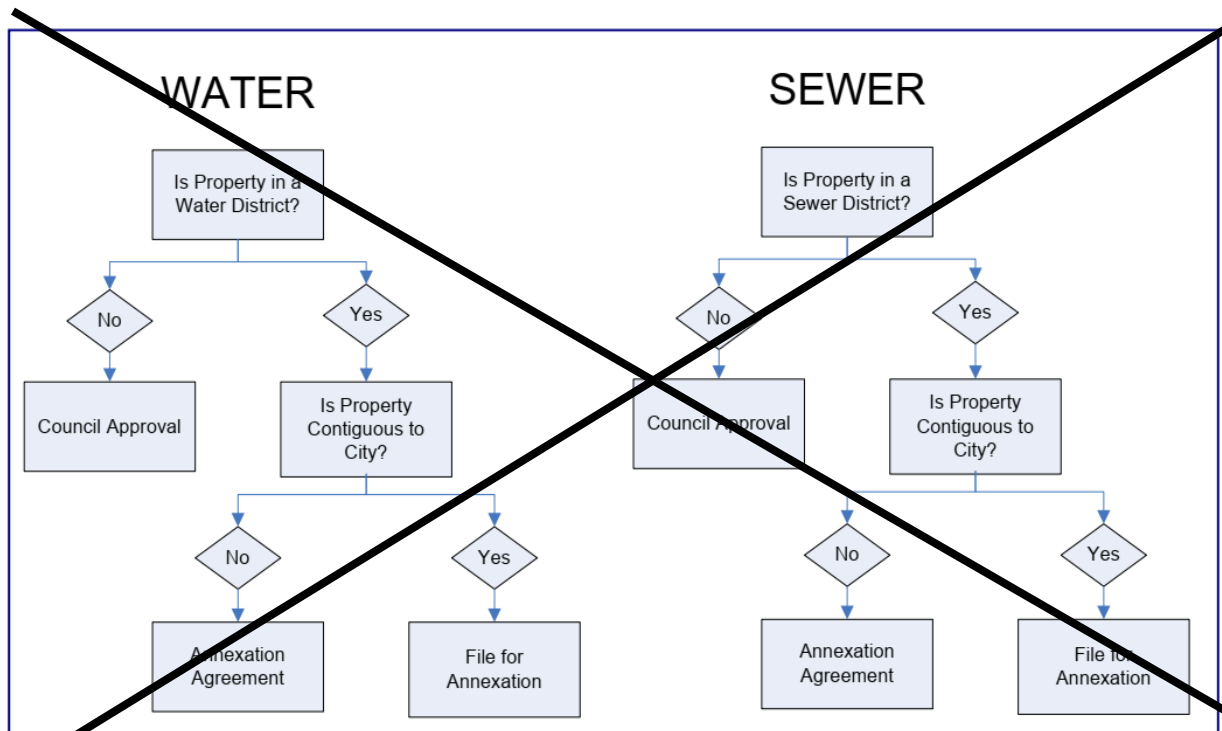 WATER
Is Property in a
Water District?
No
Yes
Council Approval
Is Property
Contiguous to
City?
No
Yes
Annexation
Agreement
File for
Annexation
SEWER
Is Property in a
Sewer District?
No
Yes
Council Approval
Is Property
Contiguous to
City?
No
Yes
Annexation
Agreement
File for
Annexation